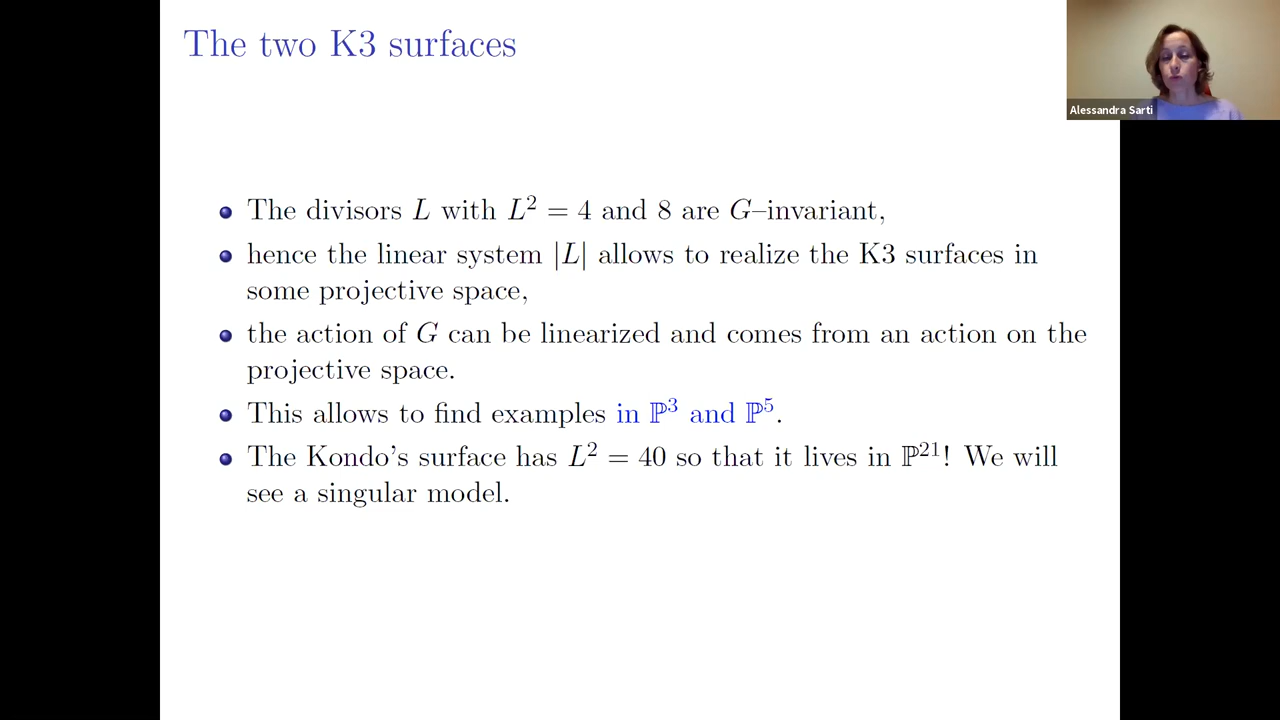 The two K3 surfaces
Alessandra Sarti
The divisors L with L² = 4 and 8 are G–invariant,
hence the linear system |L| allows to realize the K3 surfaces in
some projective space,
the action of G can be linearized and comes from an action on the
projective space.
This allows to find examples in ℙ³ and ℙ⁵.
The Kondo's surface has L² = 40 so that it lives in ℙ²¹! We will
see a singular model.